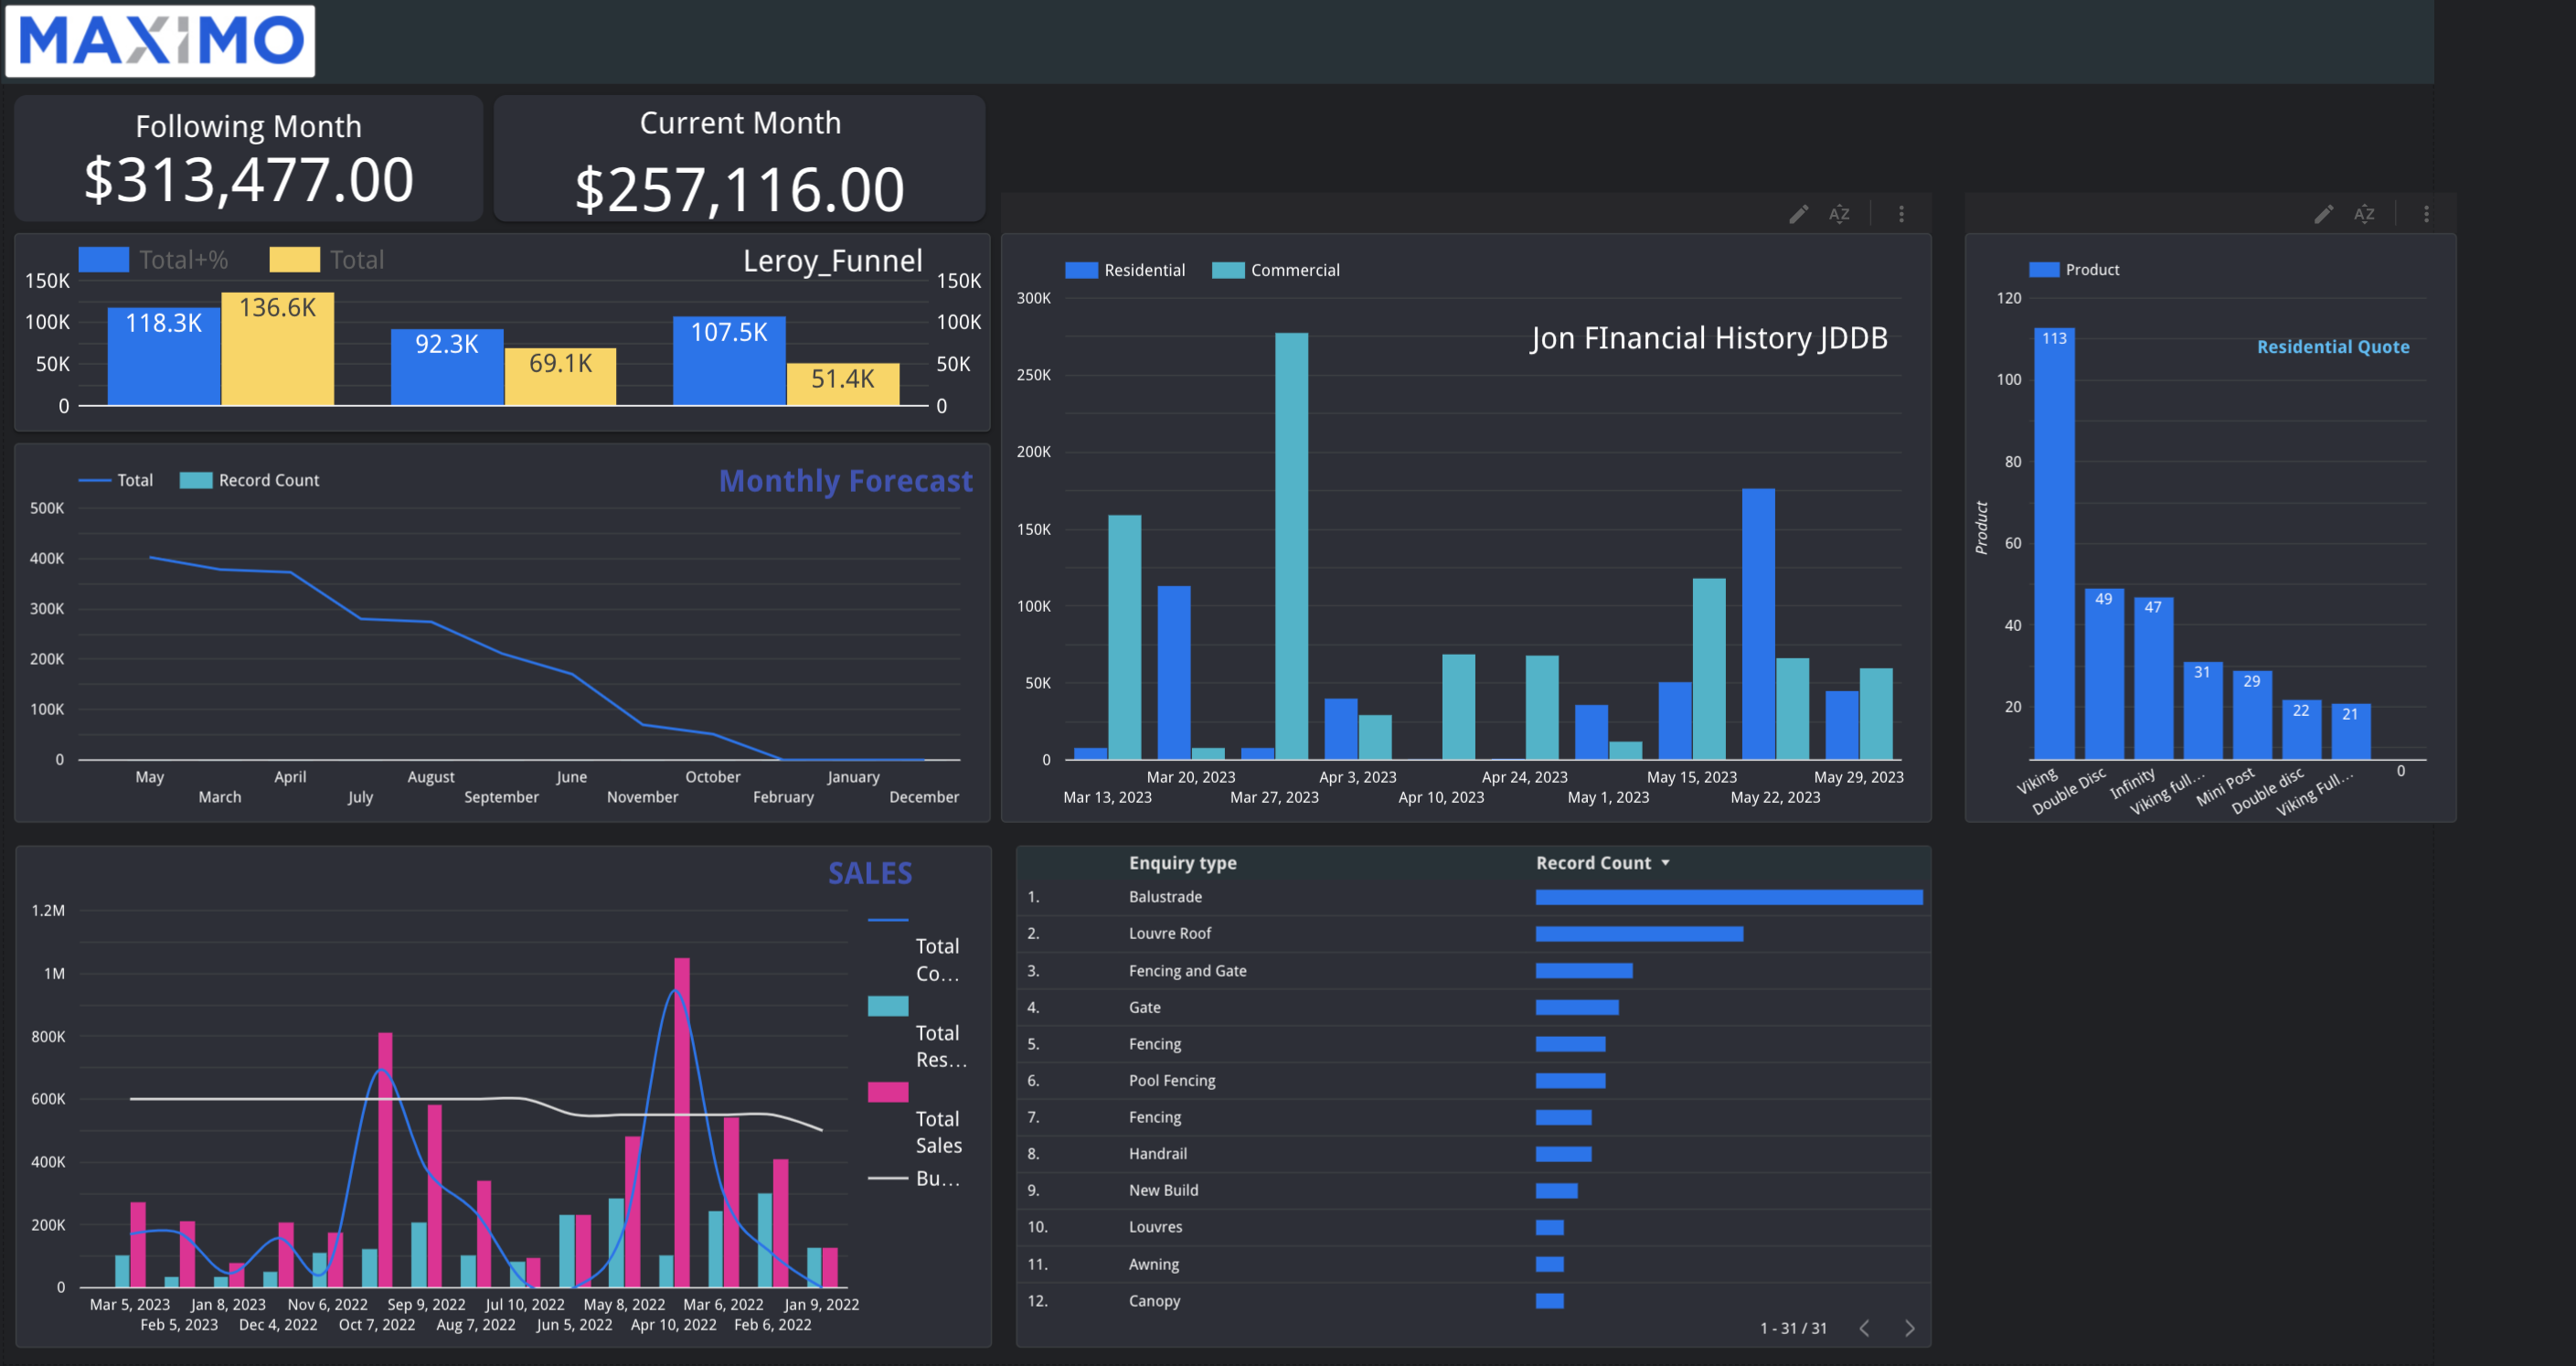 MAXIMO
Following Month
$313,477.00
Current Month
$257,116.00
Total+% Total
Leroy_Funnel
150K
100K
50K
0
118.3K
136.6K
92.3K
69.1K
107.5K
51.4K
150K
100K
50K
0
Total Record Count
Monthly Forecast
500K
400K
300K
200K
100K
0
May
March
April
July
August
September
June
November
October
February
January
December
Residential Commercial
Jon FInancial History JDDB
300K
250K
200K
150K
100K
50K
0
Mar 13, 2023
Mar 20, 2023
Mar 27, 2023
Apr 3, 2023
Apr 10, 2023
Apr 24, 2023
May 1, 2023
May 15, 2023
May 22, 2023
May 29, 2023
Product
Residential Quote
Product
120
100
80
60
40
20
113
49
47
31
29
22
21
0
Viking
Double Disc
Infinity
Viking full...
Mini Post
Double disc
Viking Full...
SALES
1.2M
1M
800K
600K
400K
200K
0
Mar 5, 2023
Feb 5, 2023
Jan 8, 2023
Dec 4, 2022
Nov 6, 2022
Oct 7, 2022
Sep 9, 2022
Aug 7, 2022
Jul 10, 2022
Jun 5, 2022
May 8, 2022
Apr 10, 2022
Mar 6, 2022
Feb 6, 2022
Jan 9, 2022
Total
Co...
Total
Res...
Total
Sales
Bu...
Enquiry type Record Count
1. Balustrade
2. Louvre Roof
3. Fencing and Gate
4. Gate
5. Fencing
6. Pool Fencing
7. Fencing
8. Handrail
9. New Build
10. Louvres
11. Awning
12. Canopy
1 - 31 / 31